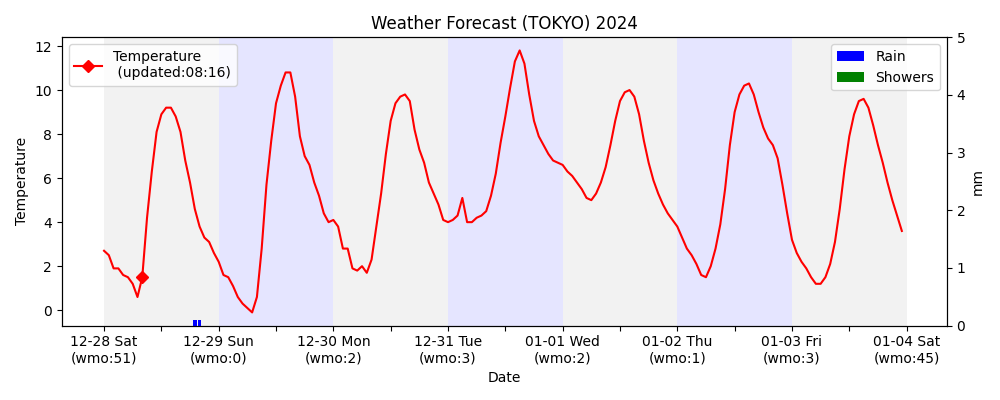 Weather Forecast (TOKYO) 2024
Temperature
(updated:08:16)
Rain
Showers
12
10
8
6
4
2
0
Temperature
5
4
3
2
1
0
mm
12-28 Sat
(wmo:51)
12-29 Sun
(wmo:0)
12-30 Mon
(wmo:2)
12-31 Tue
(wmo:3)
01-01 Wed
(wmo:2)
01-02 Thu
(wmo:1)
01-03 Fri
(wmo:3)
01-04 Sat
(wmo:45)
Date